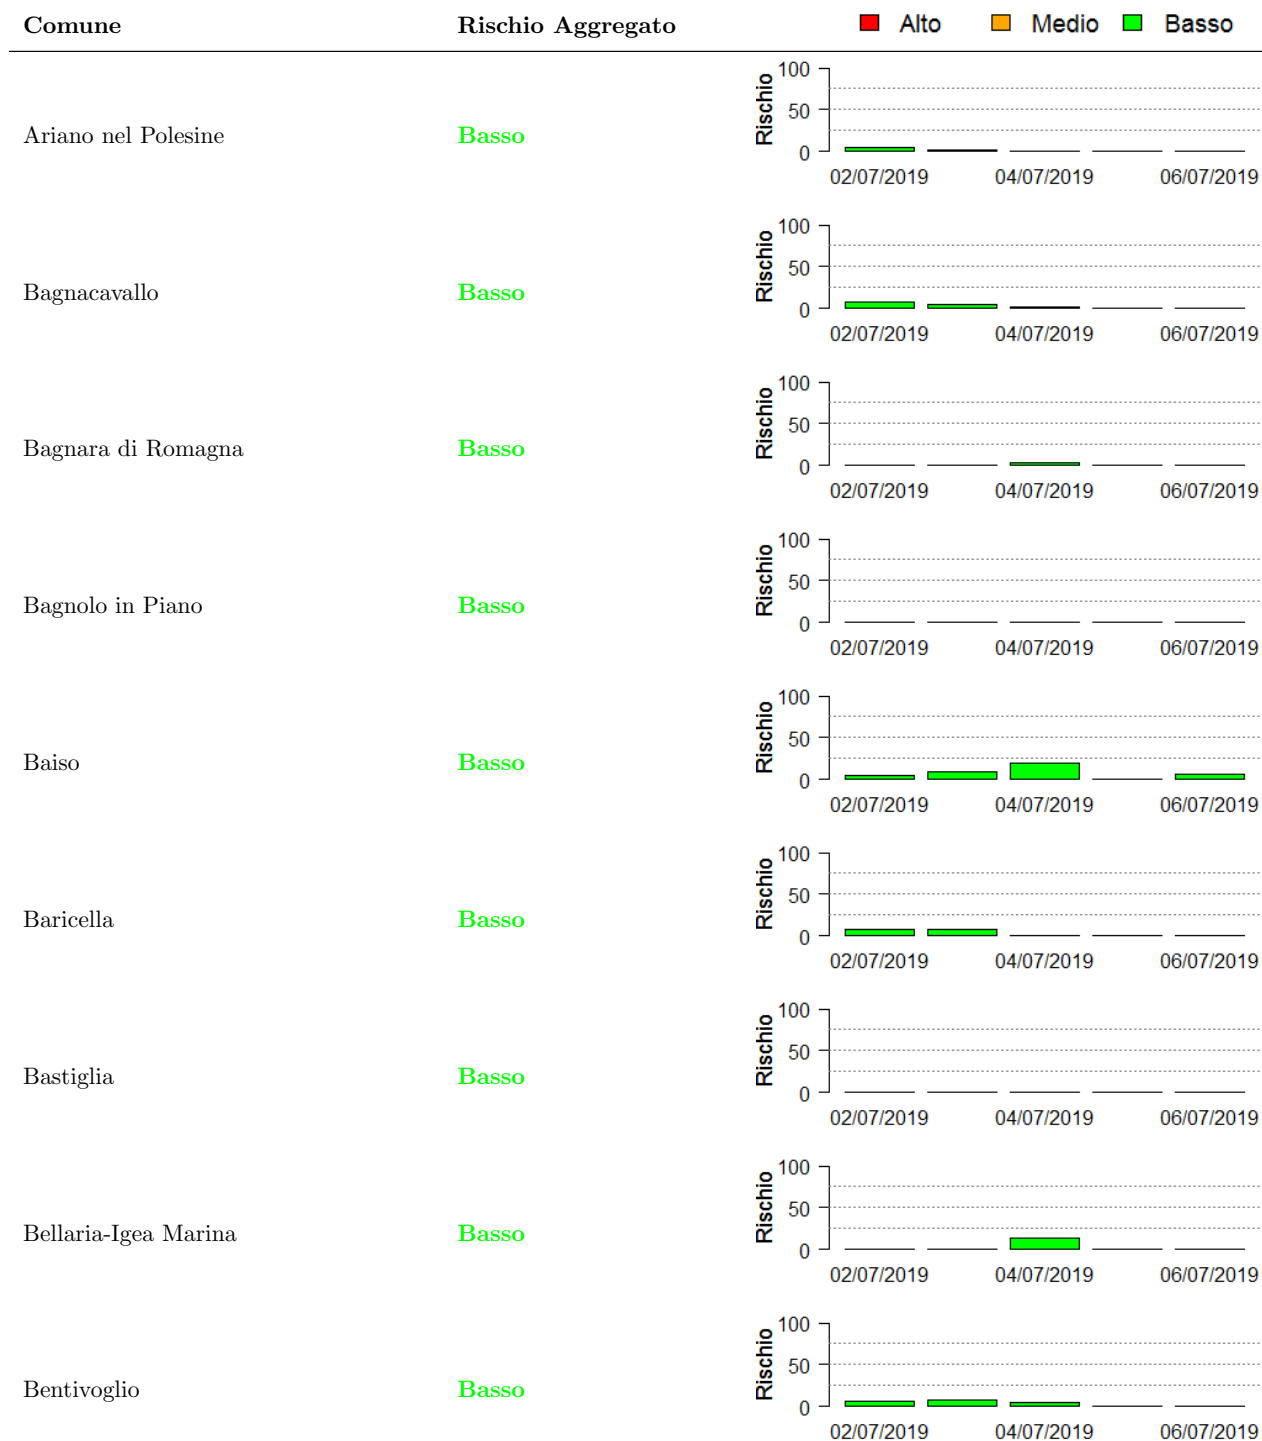 Comune Rischio Aggregato Alto Medio Basso
100
50
0
Rischio
Ariano nel Polesine Basso
02/07/2019 04/07/2019 06/07/2019
100
50
0
Rischio
Bagnacavallo Basso
02/07/2019 04/07/2019 06/07/2019
100
50
0
Rischio
Bagnara di Romagna Basso
02/07/2019 04/07/2019 06/07/2019
100
50
0
Rischio
Bagnolo in Piano Basso
02/07/2019 04/07/2019 06/07/2019
100
50
0
Rischio
Baiso Basso
02/07/2019 04/07/2019 06/07/2019
100
50
0
Rischio
Baricella Basso
02/07/2019 04/07/2019 06/07/2019
100
50
0
Rischio
Bastiglia Basso
02/07/2019 04/07/2019 06/07/2019
100
50
0
Rischio
Bellaria-Igea Marina Basso
02/07/2019 04/07/2019 06/07/2019
100
50
0
Rischio
Bentivoglio Basso
02/07/2019 04/07/2019 06/07/2019